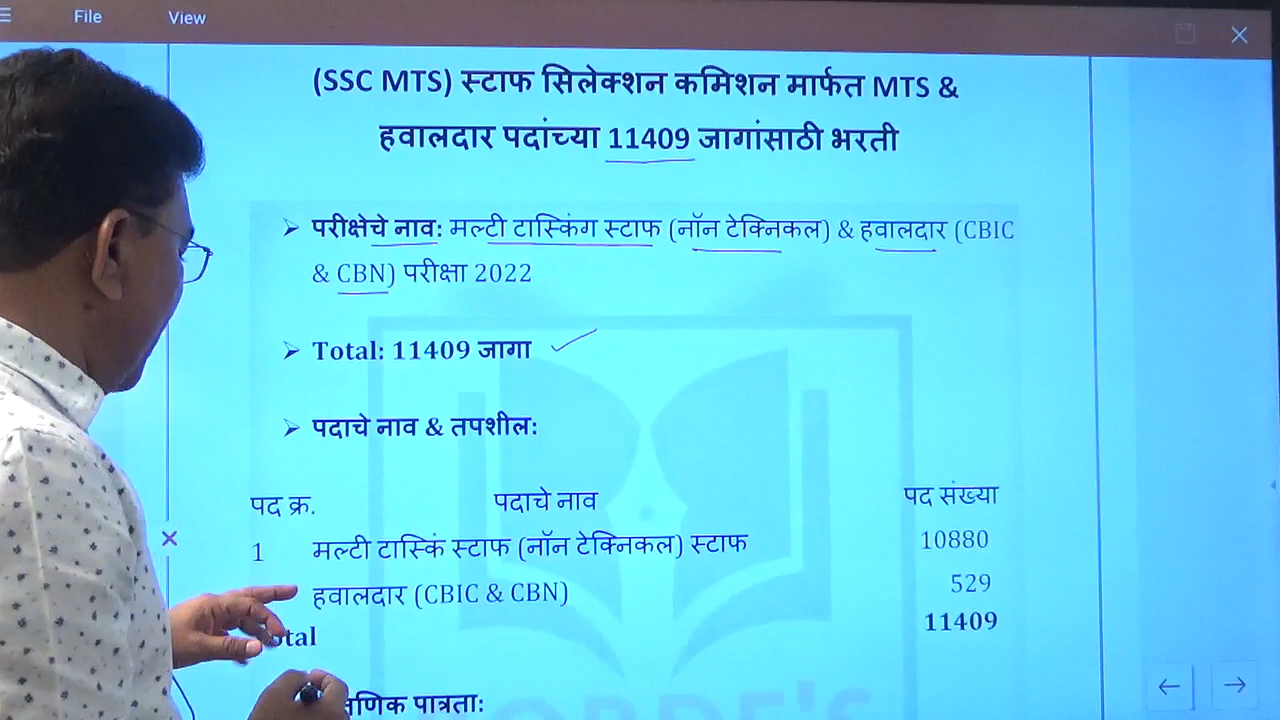 File View
(SSC MTS) स्टाफ सिलेक्शन कमिशन मार्फत MTS &
हवालदार पदांच्या 11409 जागांसाठी भरती
➢ परीक्षेचे नाव: मल्टी टास्किंग स्टाफ (नॉन टेक्निकल) & हवालदार (CBIC
& CBN) परीक्षा 2022
➢ Total: 11409 जागा
➢ पदाचे नाव & तपशील:
पद क्र. पदाचे नाव पद संख्या
1 मल्टी टास्किं स्टाफ (नॉन टेक्निकल) स्टाफ 10880
हवालदार (CBIC & CBN) 529
otal 11409
णिक पात्रता: